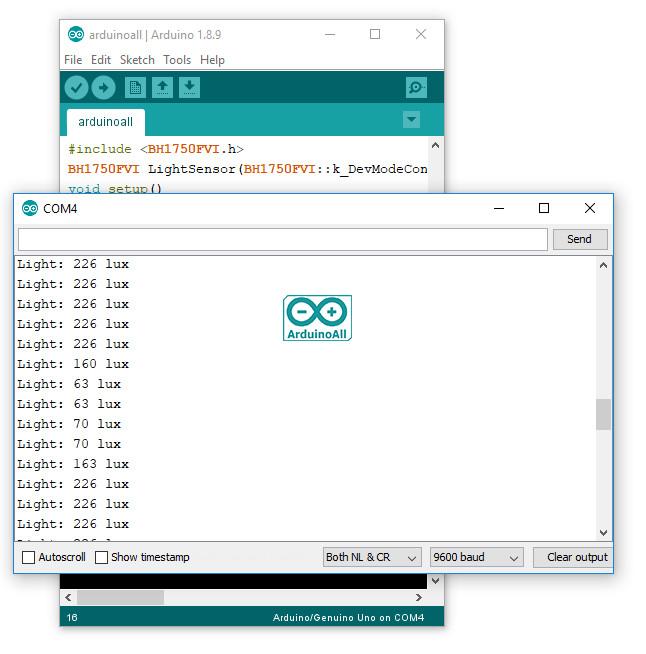 arduinoall | Arduino 1.8.9
File Edit Sketch Tools Help
arduinoall
#include <BH1750FVI.h>
BH1750FVI LightSensor(BH1750FVI::k_DevModeCon
void setup()
COM4
Send
Light: 226 lux
Light: 226 lux
Light: 226 lux
Light: 226 lux
Light: 226 lux
Light: 160 lux
Light: 63 lux
Light: 63 lux
Light: 70 lux
Light: 70 lux
Light: 163 lux
Light: 226 lux
Light: 226 lux
Light: 226 lux
Light: 226 lux
ArduinoAll
Autoscroll Show timestamp Both NL & CR 9600 baud Clear output
16 Arduino/Genuino Uno on COM4